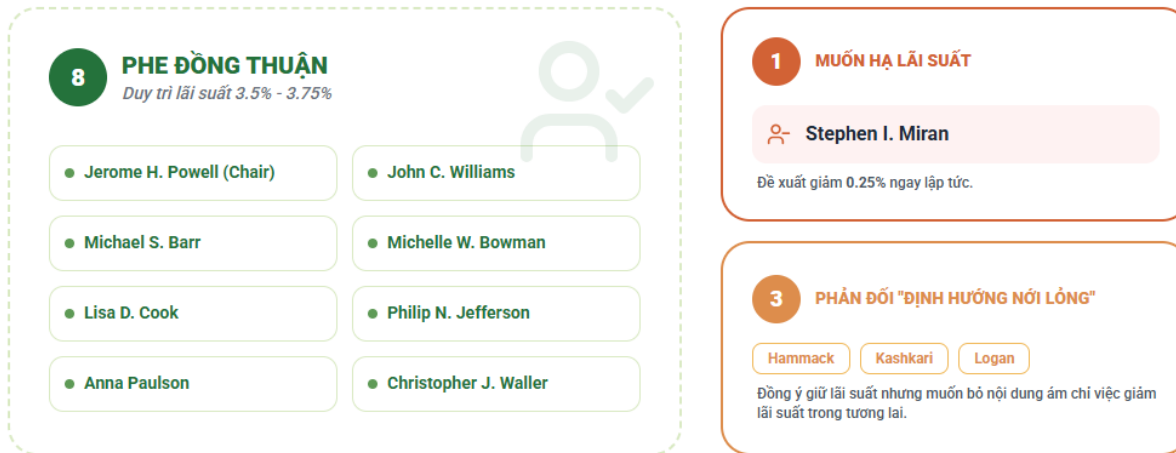 8
PHE ĐỒNG THUẬN
Duy trì lãi suất 3.5% - 3.75%
Jerome H. Powell (Chair)
John C. Williams
Michael S. Barr
Michelle W. Bowman
Lisa D. Cook
Philip N. Jefferson
Anna Paulson
Christopher J. Waller
1
MUỐN HẠ LÃI SUẤT
Stephen I. Miran
Đề xuất giảm 0.25% ngay lập tức.
3
PHẢN ĐỐI "ĐỊNH HƯỚNG NỚI LỎNG"
Hammack
Kashkari
Logan
Đồng ý giữ lãi suất nhưng muốn bỏ nội dung ám chỉ việc giảm
lãi suất trong tương lai.